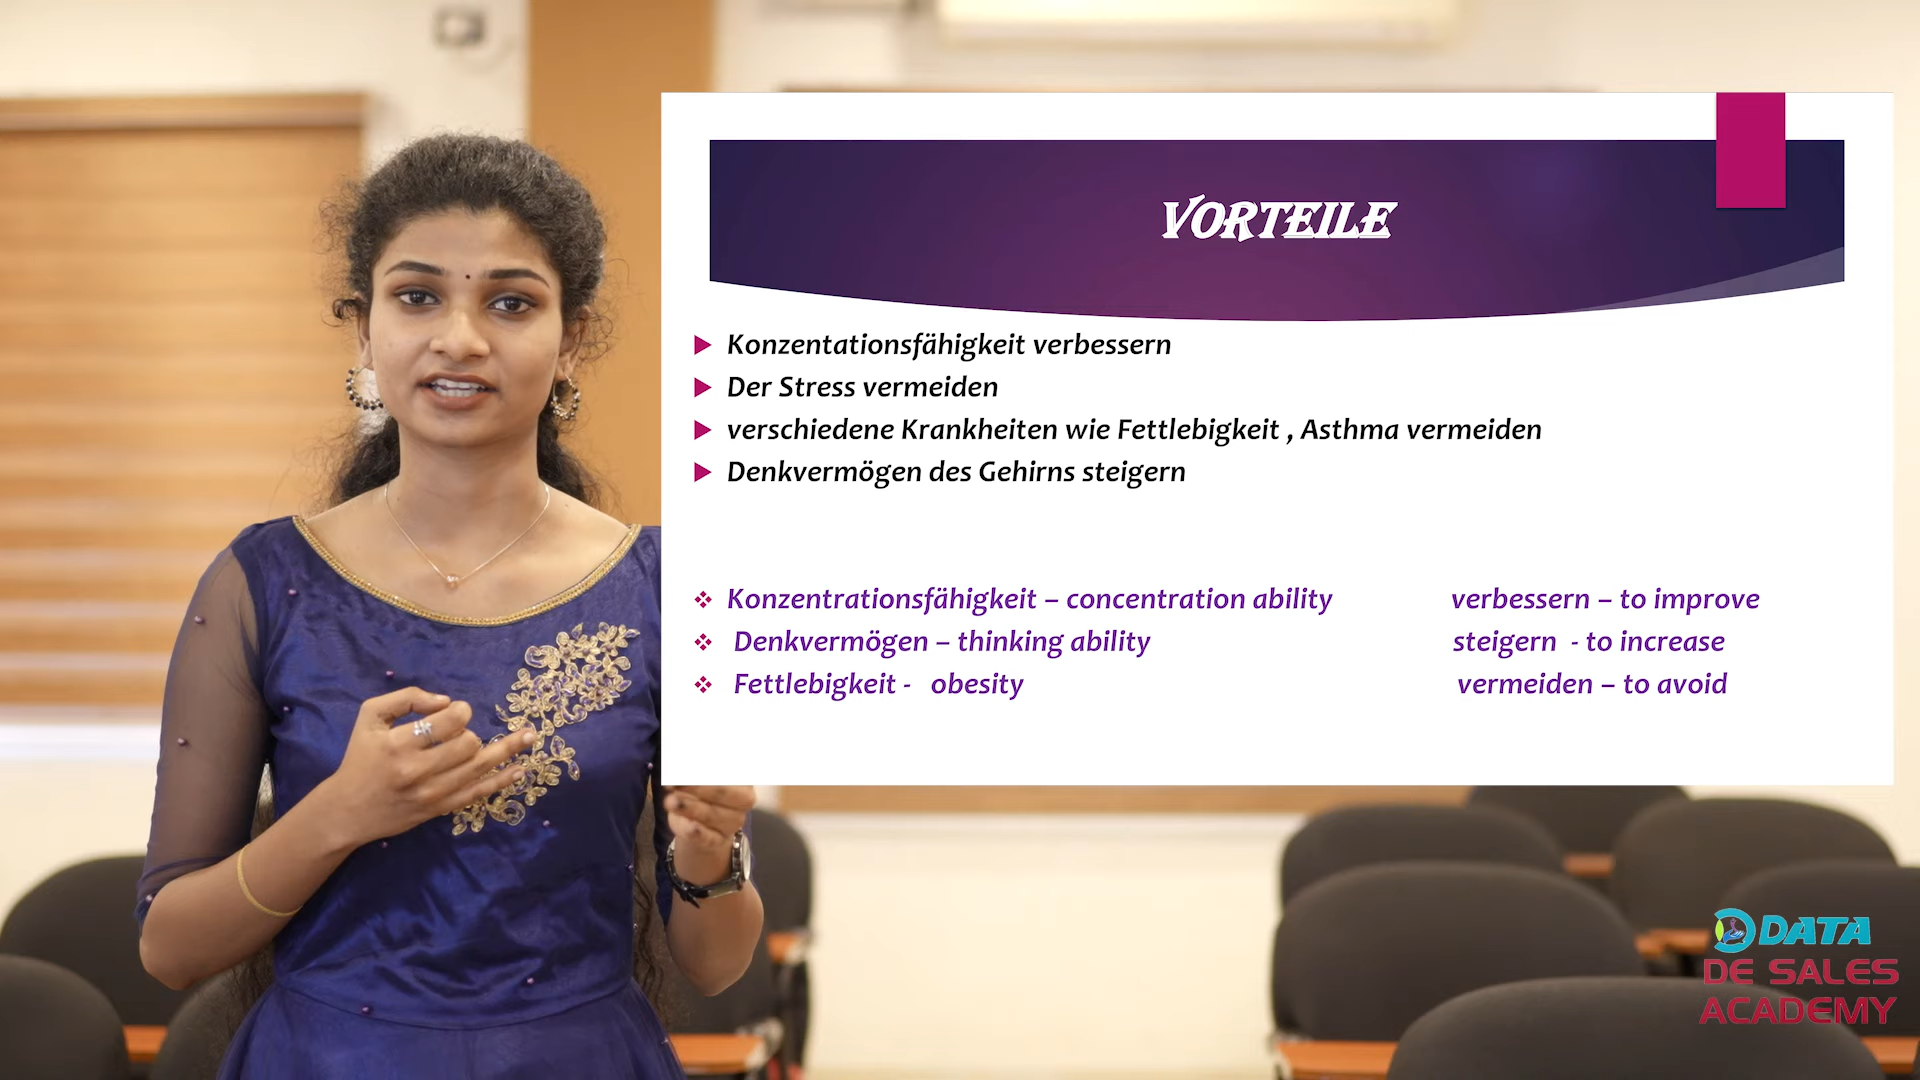 VORTEILE
Konzentationsfähigkeit verbessern
Der Stress vermeiden
verschiedene Krankheiten wie Fettlebigkeit , Asthma vermeiden
Denkvermögen des Gehirns steigern
Konzentrationsfähigkeit – concentration ability verbessern – to improve
Denkvermögen – thinking ability steigern - to increase
Fettlebigkeit - obesity vermeiden – to avoid
DATA
DE SALES
ACADEMY